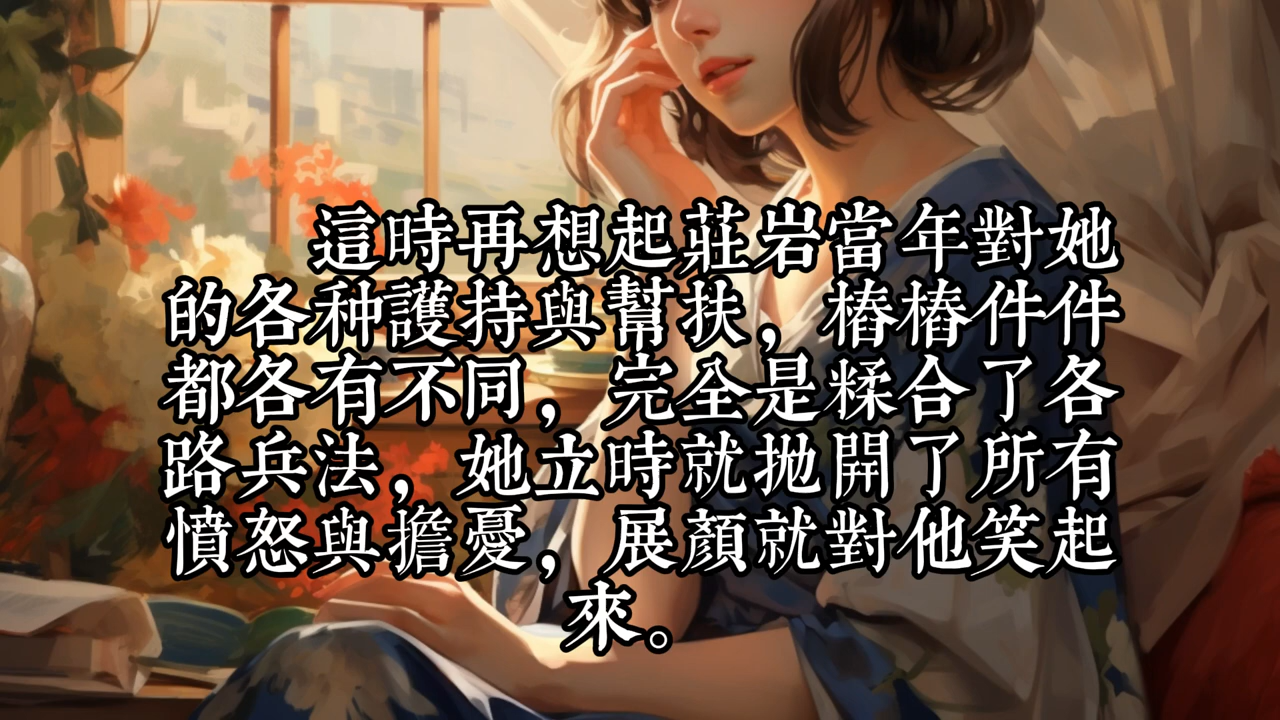 這時再想起莊岩當年對她
的各种護持與幫扶，樁樁件件
都各有不同，完全是糅合了各
路兵法，她立時就拋開了所有
憤怒與擔憂，展顏就對他笑起
來。